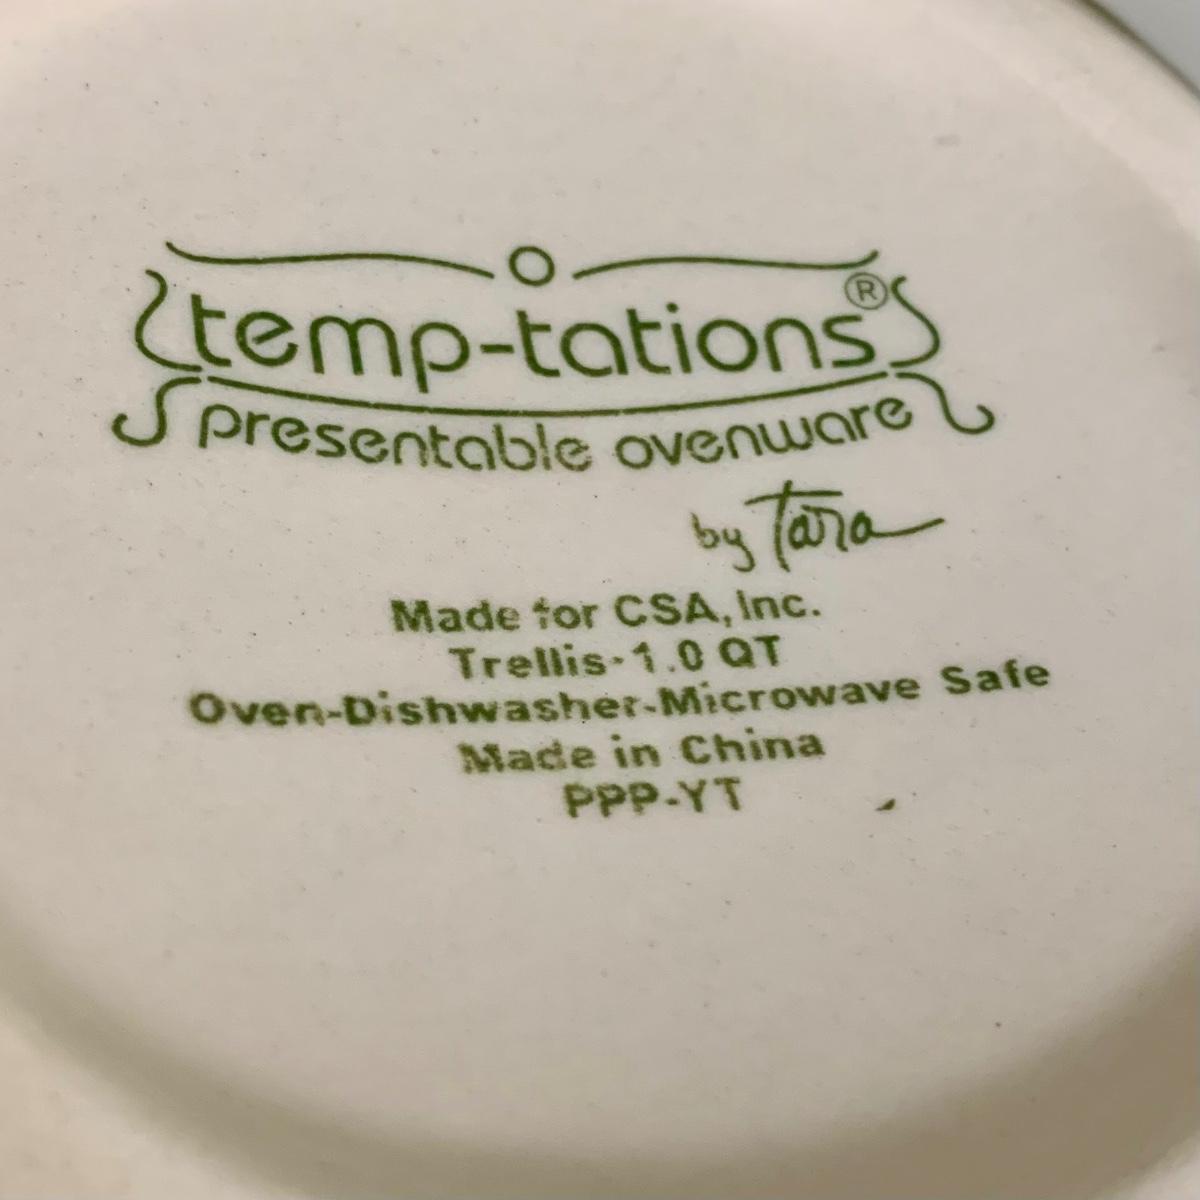 temp-tations®
presentable ovenware
by Tara
Made for CSA, Inc.
Trellis-1.0 QT
Oven-Dishwasher-Microwave Safe
Made in China
PPP-YT